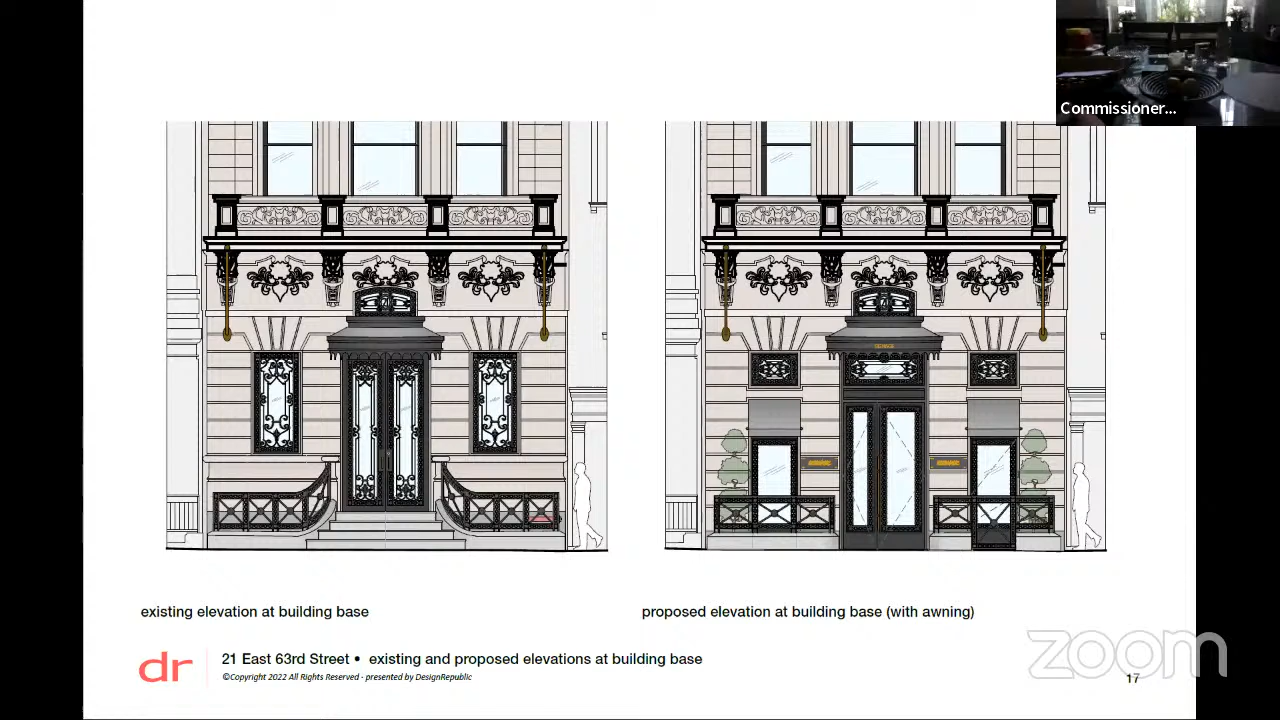 Commissioner...
existing elevation at building base
proposed elevation at building base (with awning)
dr
21 East 63rd Street • existing and proposed elevations at building base
©Copyright 2022 All Rights Reserved - presented by DesignRepublic
zoom
17